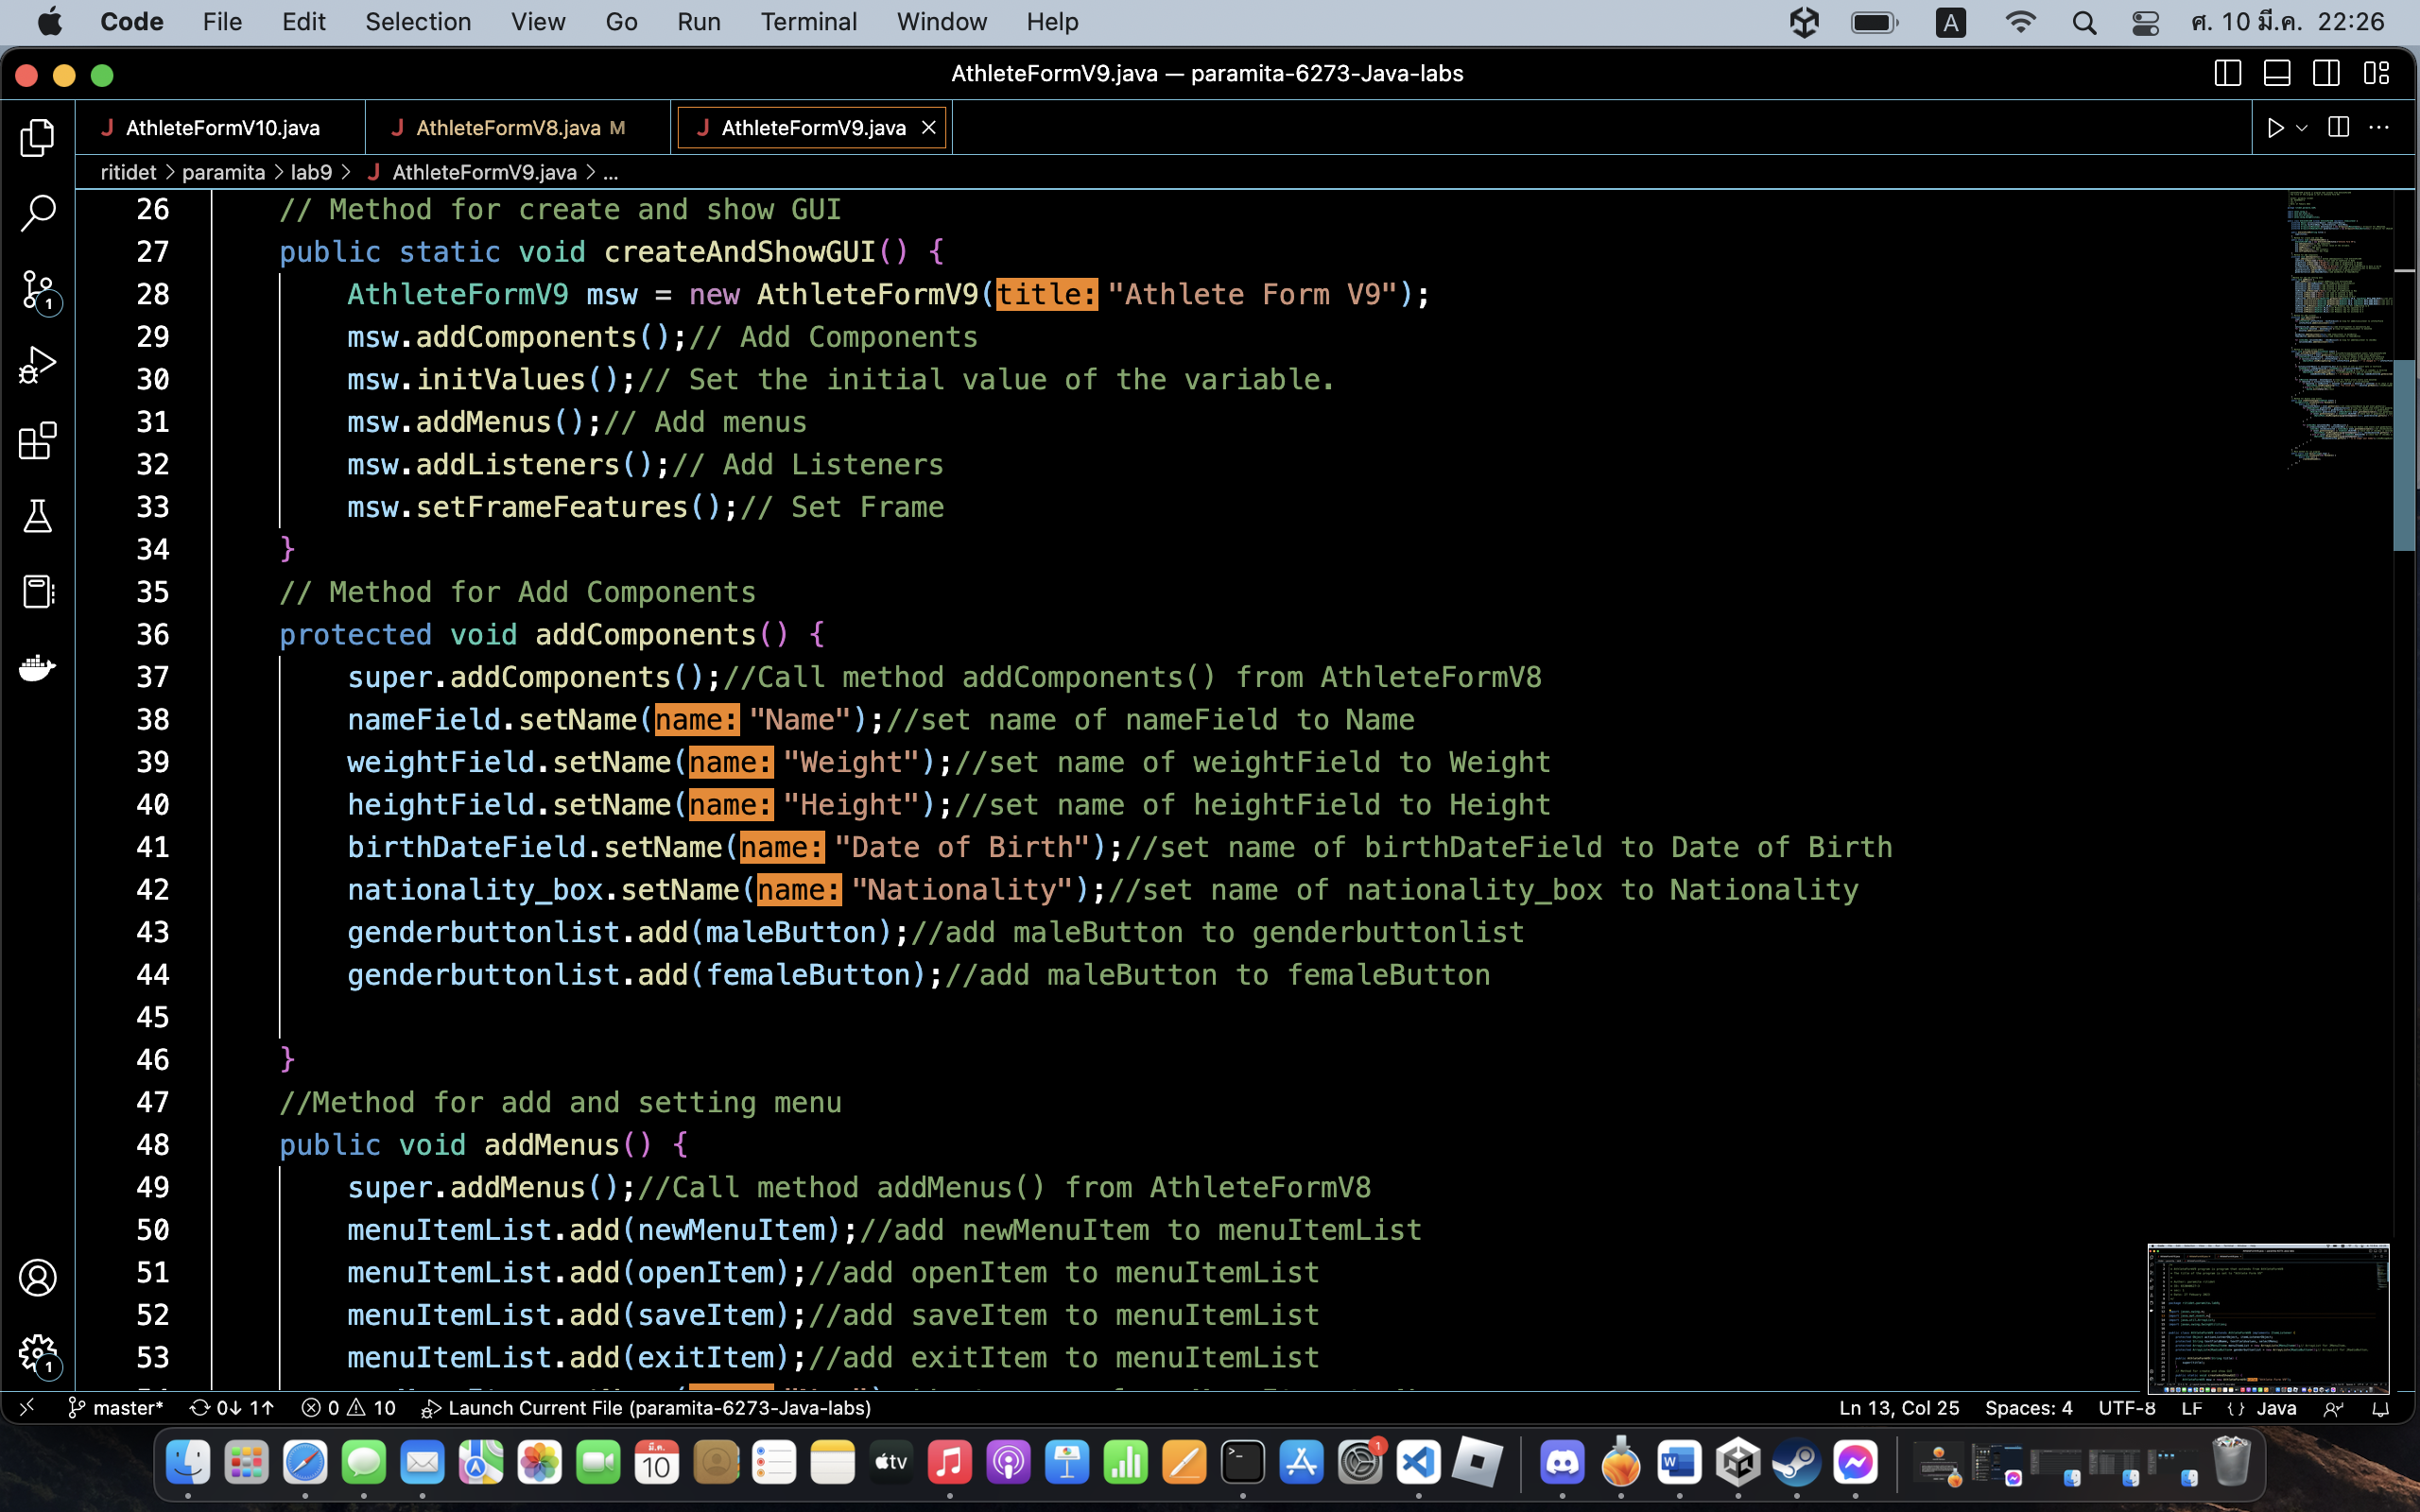 Code File Edit Selection View Go Run Terminal Window Help A ศ. 10 มี.ค. 22:26
AthleteFormV9.java — paramita-6273-Java-labs
J AthleteFormV10.java J AthleteFormV8.java M J AthleteFormV9.java
ritidet > paramita > lab9 > J AthleteFormV9.java > ...
26 // Method for create and show GUI
27 public static void createAndShowGUI() {
28 AthleteFormV9 msw = new AthleteFormV9(title: "Athlete Form V9");
29 msw.addComponents();// Add Components
30 msw.initValues();// Set the initial value of the variable.
31 msw.addMenus();// Add menus
32 msw.addListeners();// Add Listeners
33 msw.setFrameFeatures();// Set Frame
34 }
35 // Method for Add Components
36 protected void addComponents() {
37 super.addComponents();//Call method addComponents() from AthleteFormV8
38 nameField.setName(name: "Name");//set name of nameField to Name
39 weightField.setName(name: "Weight");//set name of weightField to Weight
40 heightField.setName(name: "Height");//set name of heightField to Height
41 birthDateField.setName(name: "Date of Birth");//set name of birthDateField to Date of Birth
42 nationality_box.setName(name: "Nationality");//set name of nationality_box to Nationality
43 genderbuttonlist.add(maleButton);//add maleButton to genderbuttonlist
44 genderbuttonlist.add(femaleButton);//add maleButton to femaleButton
45
46 }
47 //Method for add and setting menu
48 public void addMenus() {
49 super.addMenus();//Call method addMenus() from AthleteFormV8
50 menuItemList.add(newMenuItem);//add newMenuItem to menuItemList
51 menuItemList.add(openItem);//add openItem to menuItemList
52 menuItemList.add(saveItem);//add saveItem to menuItemList
53 menuItemList.add(exitItem);//add exitItem to menuItemList
1
1
master* 0↓ 1↑ 0 10 Launch Current File (paramita-6273-Java-labs) Ln 13, Col 25 Spaces: 4 UTF-8 LF {} Java
มี.ค.
10
tv
1
W